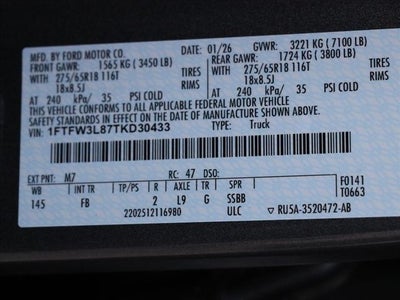 MFD. BY FORD MOTOR CO. DATE: 01/26 GVWR: 3221 KG ( 7100 LB)
FRONT GAWR: 1565 KG ( 3450 LB) REAR GAWR: 1724 KG ( 3800 LB)
WITH 275/65R18 116T TIRES WITH 275/65R18 116T TIRES
18x8.5J RIMS 18x8.5J RIMS
AT 240 kPa/ 35 PSI COLD AT 240 kPa/ 35 PSI COLD
THIS VEHICLE CONFORMS TO ALL APPLICABLE FEDERAL MOTOR VEHICLE
SAFETY STANDARDS IN EFFECT ON THE DATE OF MANUFACTURE SHOWN ABOVE.
VIN: 1FTFW3L87TKD30433 TYPE: Truck
EXT PNT: M7 RC: 47 DSO: F0141
WB INT TR TP/PS R AXLE TR SPR T0663
145 FB 2 L9 G SSBB
2202512116980 ULC ▽ RU5A-3520472-AB